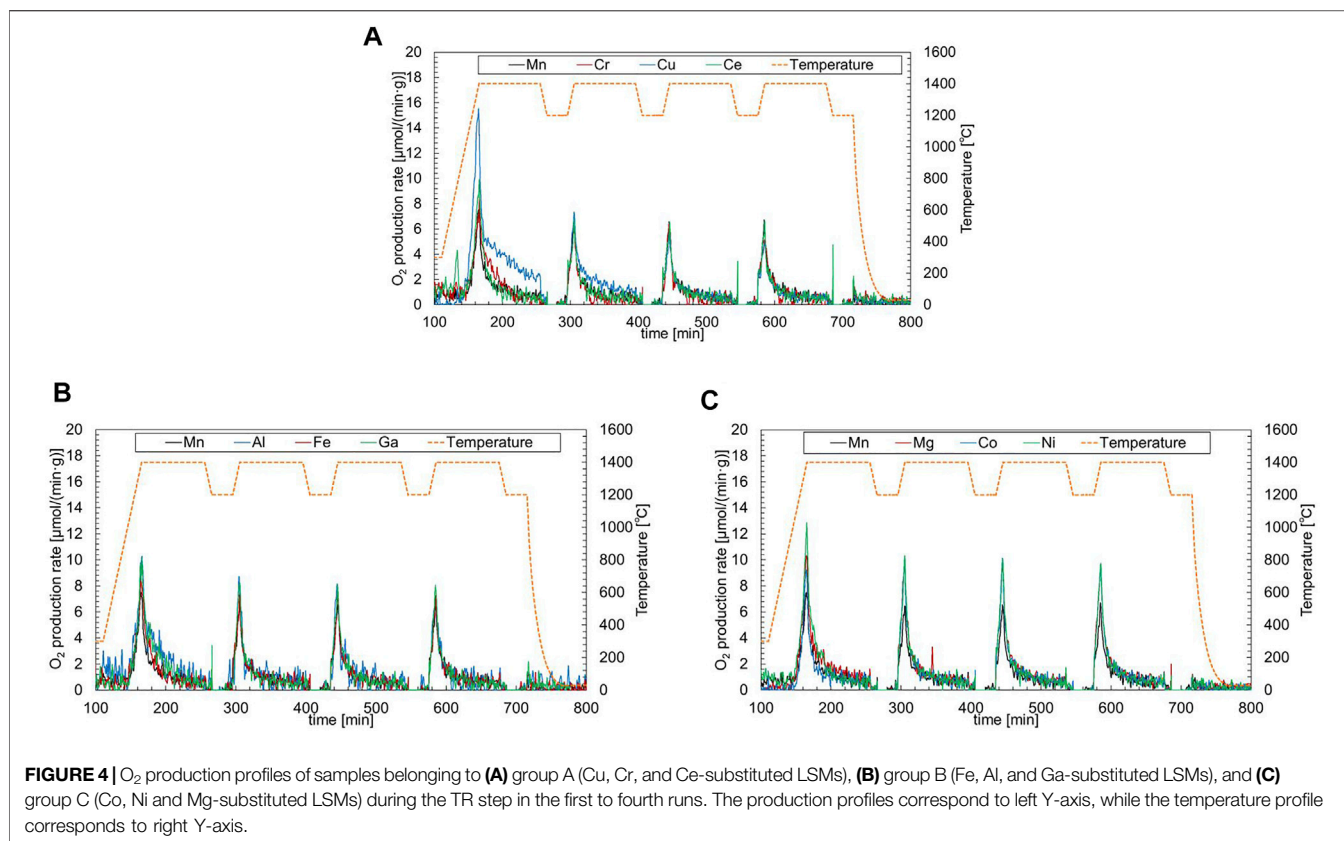 A
Mn Cr Cu Ce Temperature
O₂ production rate [μmol/(min·g)]
20
18
16
14
12
10
8
6
4
2
0
1600
1400
1200
1000
800
600
400
200
0
Temperature [°C]
100 200 300 400 500 600 700 800
time [min]
B
Mn Al Fe Ga Temperature
O₂ production rate [μmol/(min·g)]
20
18
16
14
12
10
8
6
4
2
0
1600
1400
1200
1000
800
600
400
200
0
Temperature [°C]
100 200 300 400 500 600 700 800
time [min]
C
Mn Mg Co Ni Temperature
O₂ production rate [μmol/(min·g)]
20
18
16
14
12
10
8
6
4
2
0
1600
1400
1200
1000
800
600
400
200
0
Temperature [°C]
100 200 300 400 500 600 700 800
time [min]
FIGURE 4 | O₂ production profiles of samples belonging to (A) group A (Cu, Cr, and Ce-substituted LSMs), (B) group B (Fe, Al, and Ga-substituted LSMs), and (C)
group C (Co, Ni and Mg-substituted LSMs) during the TR step in the first to fourth runs. The production profiles correspond to left Y-axis, while the temperature profile
corresponds to right Y-axis.